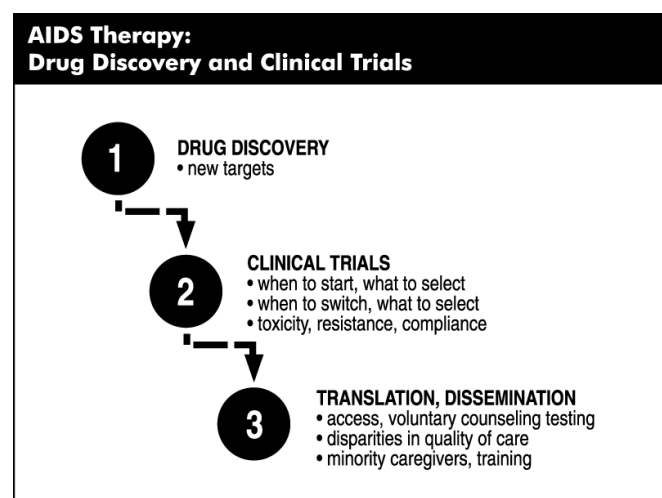 AIDS Therapy:
Drug Discovery and Clinical Trials
1
DRUG DISCOVERY
• new targets
2
CLINICAL TRIALS
• when to start, what to select
• when to switch, what to select
• toxicity, resistance, compliance
3
TRANSLATION, DISSEMINATION
• access, voluntary counseling testing
• disparities in quality of care
• minority caregivers, training